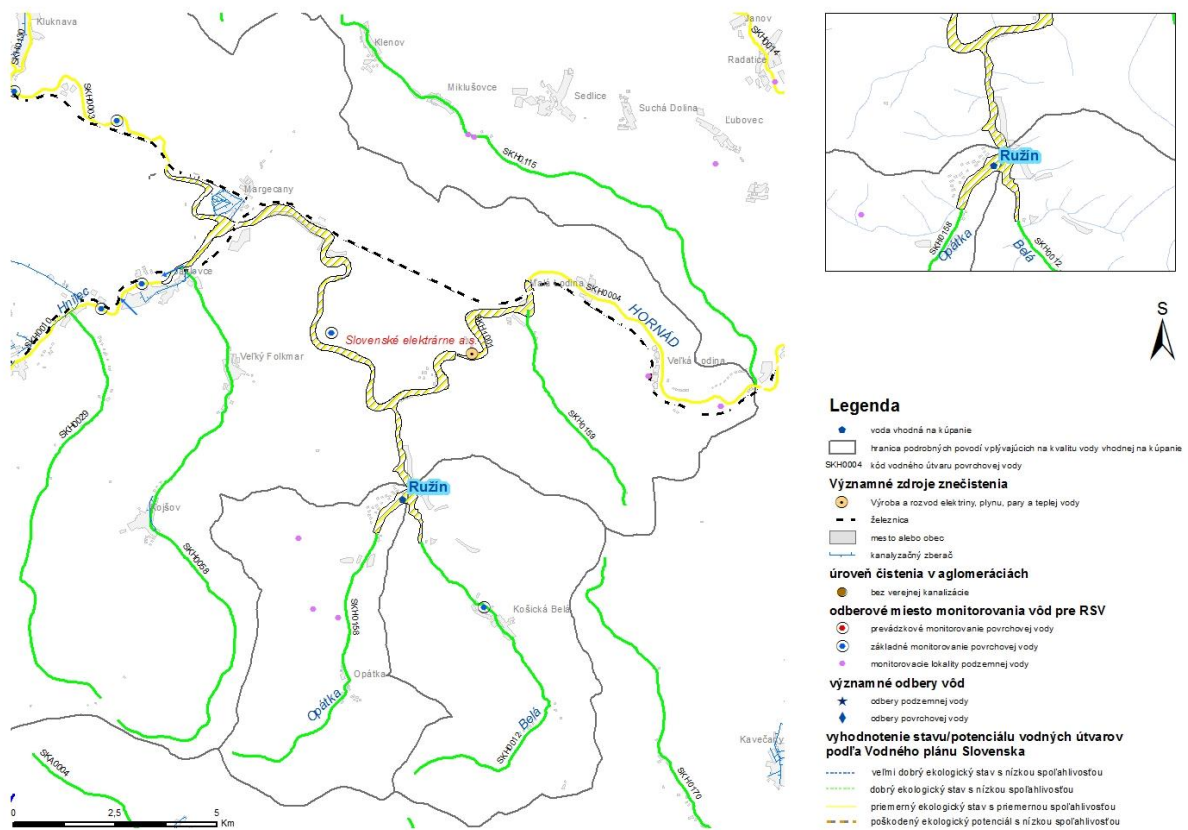 Kluknava
SKH0130
SKH0003
Klenov
Miklušovce
Sedlice
Suchá Dolina
Ľubovec
Janov
SKH0014
Radatice
SKH0115
Margecany
Hnilec
SKH0010
Malá Lodina
SKH0004
HORNÁD
Slovenské elektrárne a.s.
Veľká Lodina
Veľký Folkmar
SKH0029
SKH0159
Ružín
Kojšov
SKH0058
SKH0158
Košická Belá
Opátka
Opátka
Belá
SKH0012
SKA0004
SKH0170
Kavečany
0 2,5 5
Km
Ružín
SKH0158
Opátka
Belá
SKH0012
S
Legenda
voda vhodná na kúpanie
hranica podrobných povodí vplývajúcich na kvalitu vody vhodnej na kúpanie
SKH0004 kód vodného útvaru povrchovej vody
Významné zdroje znečistenia
Výroba a rozvod elektriny, plynu, pary a teplej vody
železnica
mesto alebo obec
kanalyzačný zberač
úroveň čistenia v aglomeráciách
bez verejnej kanalizácie
odberové miesto monitorovania vôd pre RSV
prevádzkové monitorovanie povrchovej vody
základné monitorovanie povrchovej vody
monitorovacie lokality podzemnej vody
významné odbery vôd
odbery podzemnej vody
odbery povrchovej vody
vyhodnotenie stavu/potenciálu vodných útvarov
podľa Vodného plánu Slovenska
veľmi dobrý ekologický stav s nízkou spoľahlivosťou
dobrý ekologický stav s nízkou spoľahlivosťou
priemerný ekologický stav s priemernou spoľahlivosťou
poškodený ekologický potenciál s nízkou spoľahlivosťou